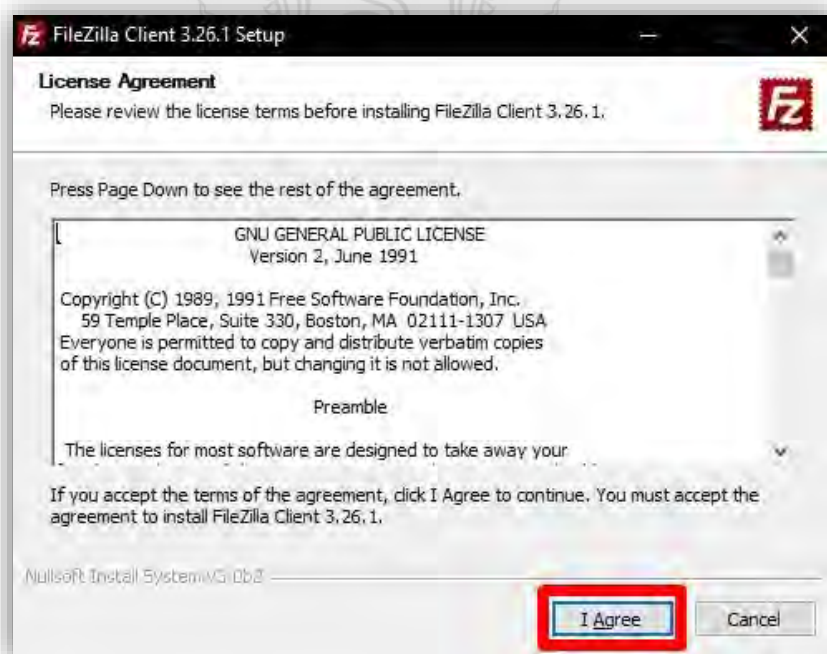 FileZilla Client 3.26.1 Setup
License Agreement
Please review the license terms before installing FileZilla Client 3.26.1.
Fz
Press Page Down to see the rest of the agreement.
GNU GENERAL PUBLIC LICENSE
Version 2, June 1991
Copyright (C) 1989, 1991 Free Software Foundation, Inc.
59 Temple Place, Suite 330, Boston, MA 02111-1307 USA
Everyone is permitted to copy and distribute verbatim copies
of this license document, but changing it is not allowed.
Preamble
The licenses for most software are designed to take away your
If you accept the terms of the agreement, click I Agree to continue. You must accept the
agreement to install FileZilla Client 3.26.1.
Nullsoft Install System
I Agree
Cancel